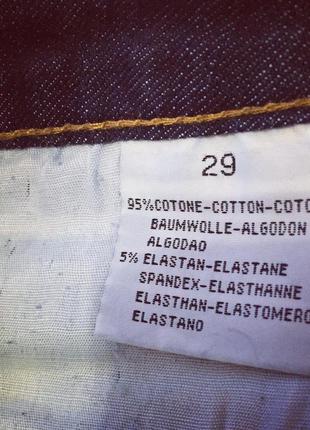 29
95%COTONE-COTTON-COTO
BAUMWOLLE-ALGODON
ALGODAO
5% ELASTAN-ELASTANE
SPANDEX-ELASTHANNE
ELASTHAN-ELASTOMERO
ELASTANO